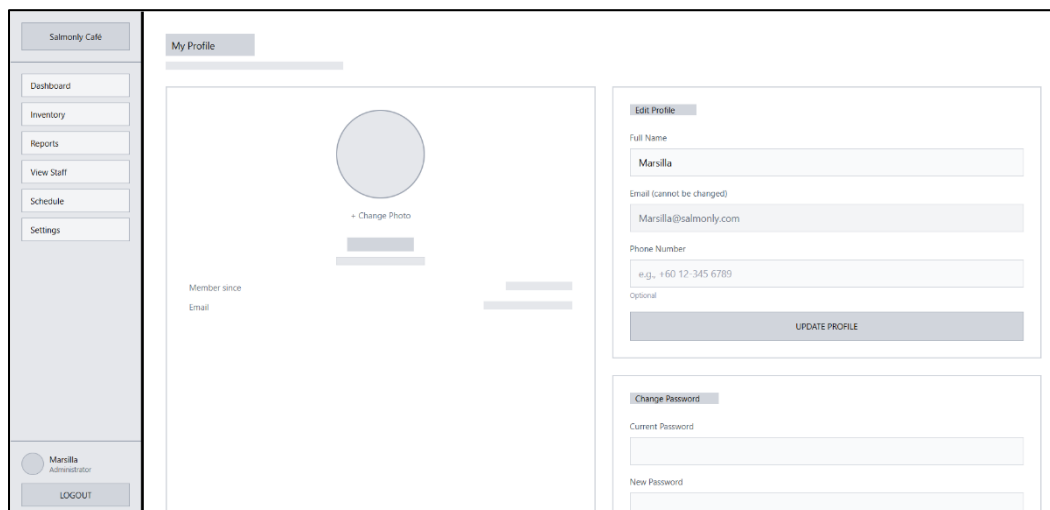 Salmonly Café
Dashboard
Inventory
Reports
View Staff
Schedule
Settings
Marsilla
Administrator
LOGOUT
My Profile
+ Change Photo
Member since
Email
Edit Profile
Full Name
Marsilla
Email (cannot be changed)
Marsilla@salmonly.com
Phone Number
e.g., +60 12-345 6789
Optional
UPDATE PROFILE
Change Password
Current Password
New Password